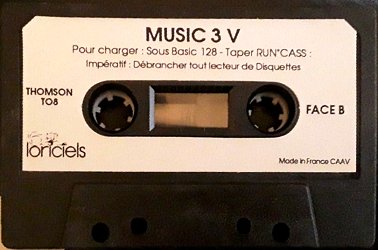 MUSIC 3 V
Pour charger : Sous Basic 128 - Taper RUN"CASS :
Impératif : Débrancher tout lecteur de Disquettes
THOMSON
TO8
FACE B
loriciels
Made in France CAAV